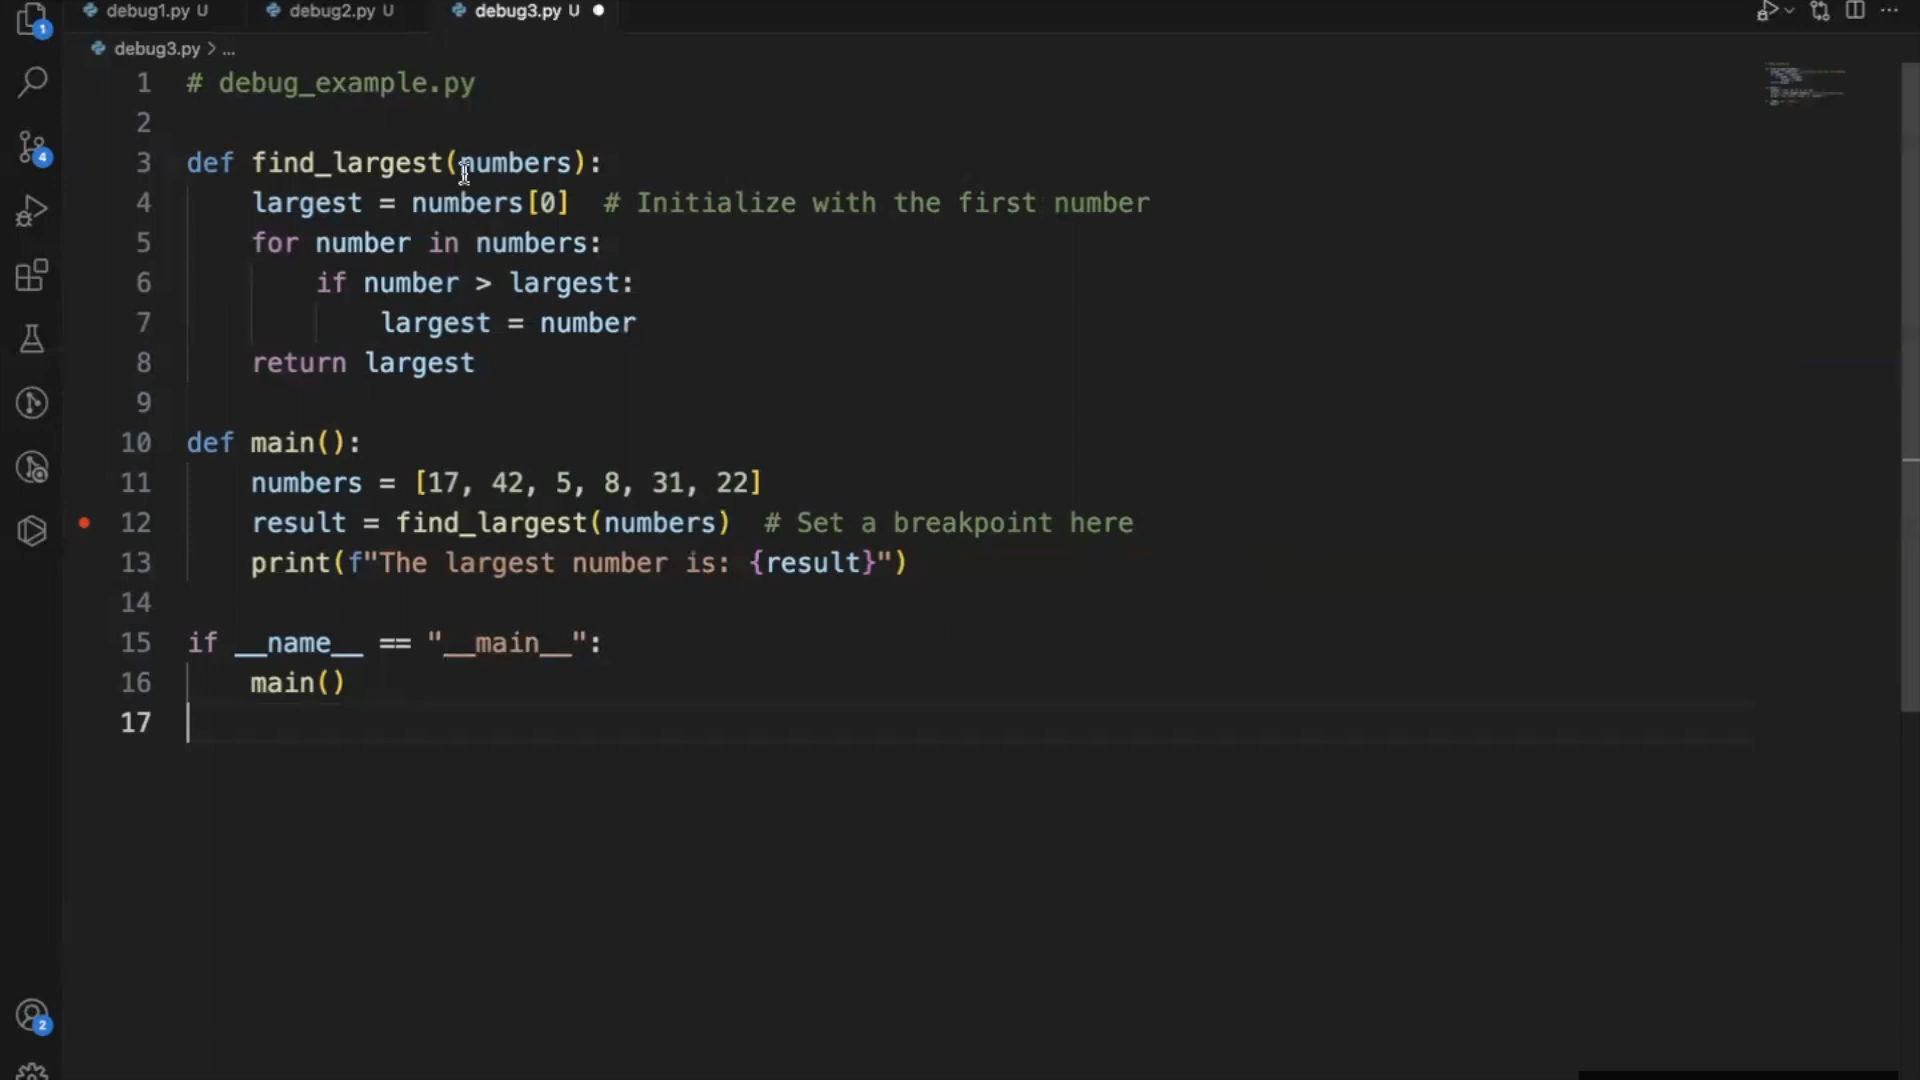 debug1.py U debug2.py U debug3.py U
debug3.py > ...
1 # debug_example.py
2
3 def find_largest(numbers):
4     largest = numbers[0]  # Initialize with the first number
5     for number in numbers:
6         if number > largest:
7             largest = number
8     return largest
9
10 def main():
11     numbers = [17, 42, 5, 8, 31, 22]
12     result = find_largest(numbers)  # Set a breakpoint here
13     print(f"The largest number is: {result}")
14
15 if __name__ == "__main__":
16     main()
17
1
4
2